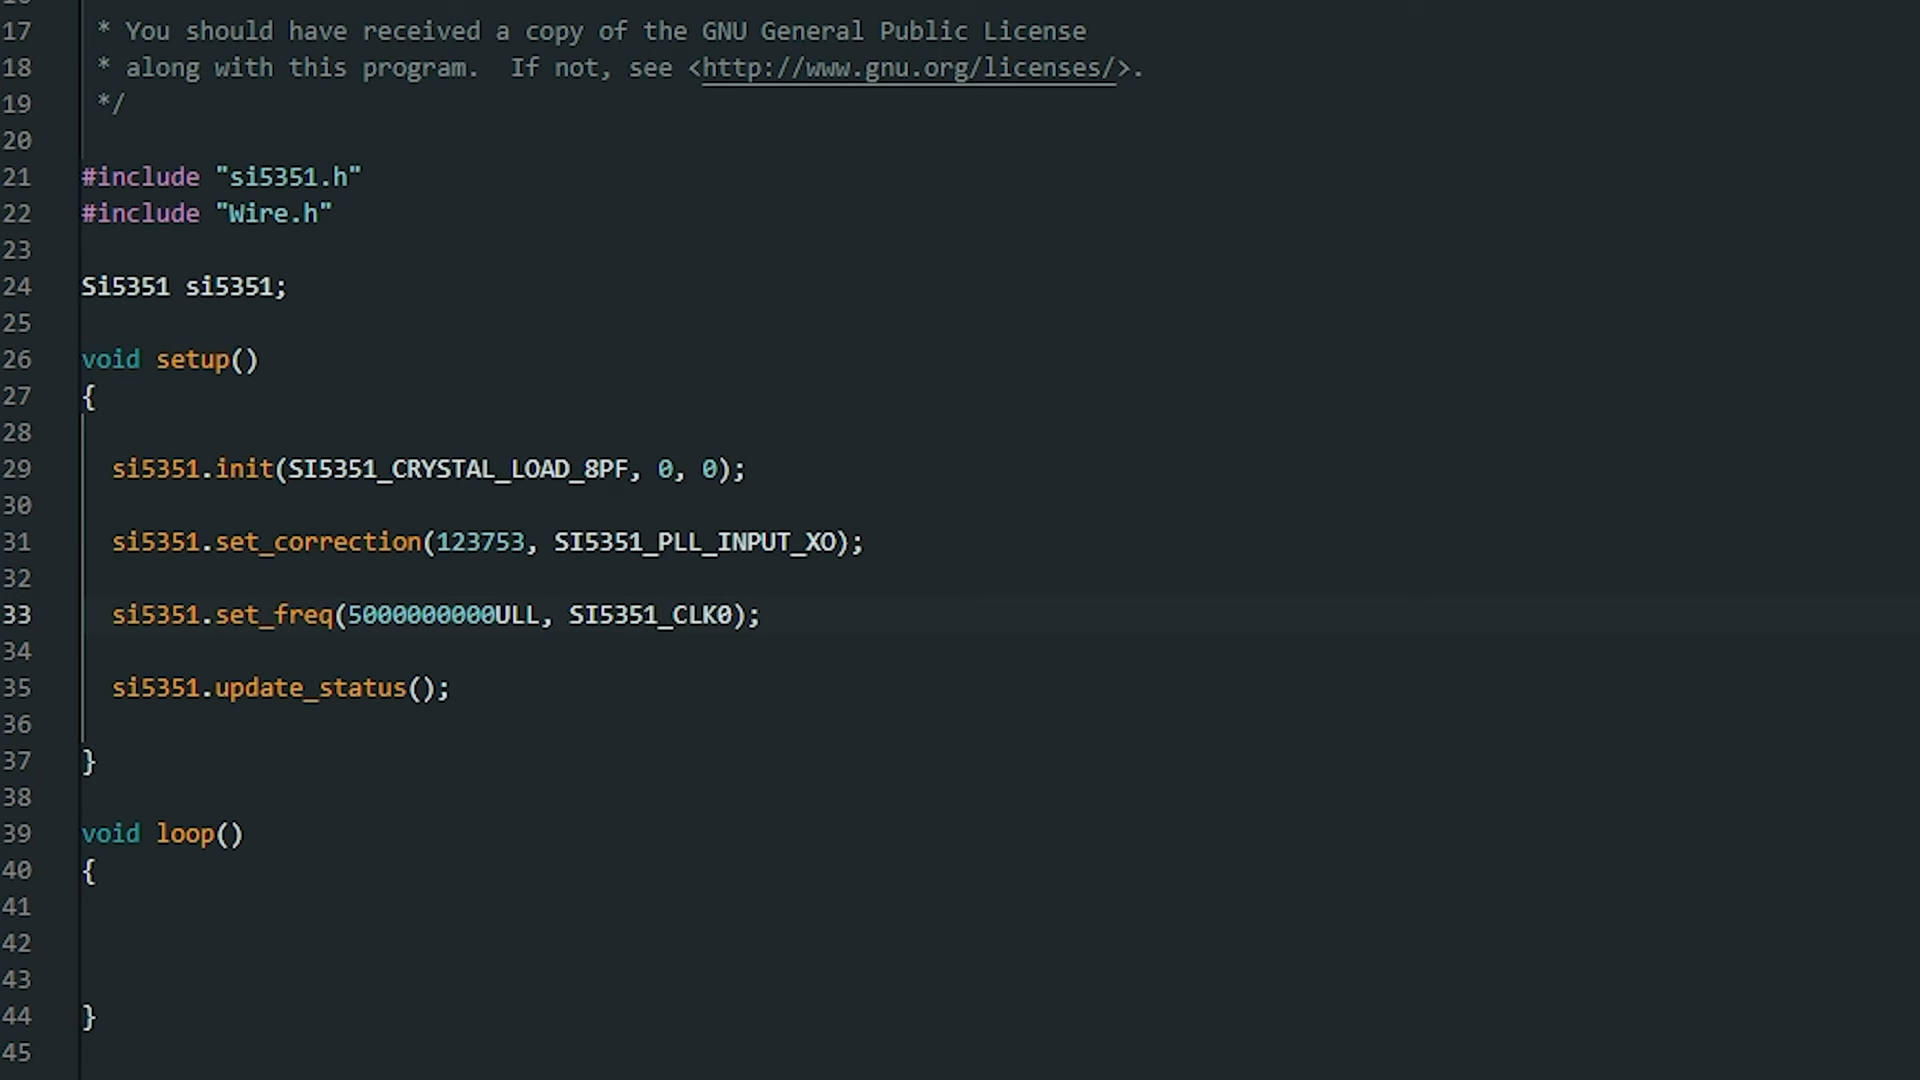 17 * You should have received a copy of the GNU General Public License
18 * along with this program.  If not, see <http://www.gnu.org/licenses/>.
19 */
20
21 #include "si5351.h"
22 #include "Wire.h"
23
24 Si5351 si5351;
25
26 void setup()
27 {
28
29   si5351.init(SI5351_CRYSTAL_LOAD_8PF, 0, 0);
30
31   si5351.set_correction(123753, SI5351_PLL_INPUT_XO);
32
33   si5351.set_freq(5000000000ULL, SI5351_CLK0);
34
35   si5351.update_status();
36
37 }
38
39 void loop()
40 {
41
42
43
44 }
45